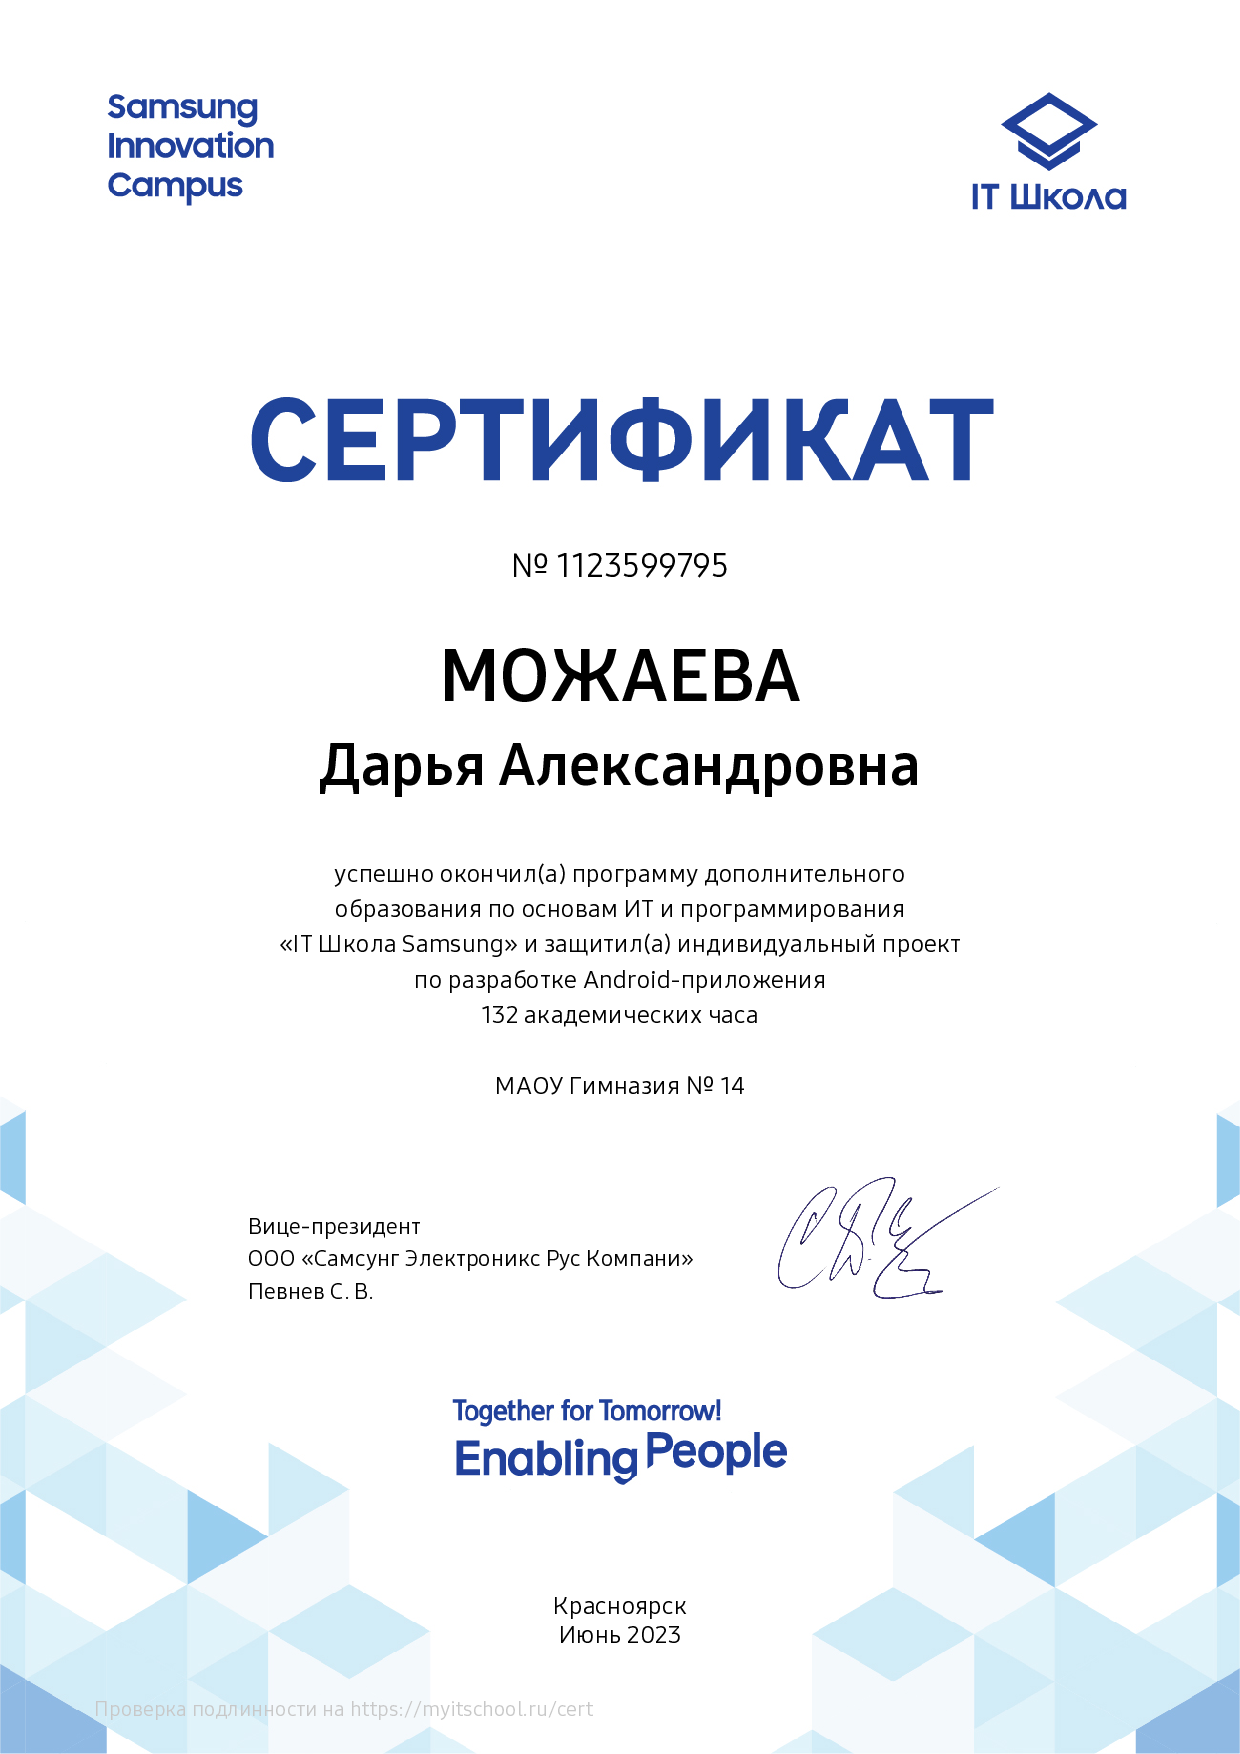 Samsung
Innovation
Campus
IT Школа
СЕРТИФИКАТ
№ 1123599795
МОЖАЕВА
Дарья Александровна
успешно окончил(а) программу дополнительного
образования по основам ИТ и программирования
«IT Школа Samsung» и защитил(а) индивидуальный проект
по разработке Android-приложения
132 академических часа
МАОУ Гимназия № 14
Вице-президент
ООО «Самсунг Электроникс Рус Компани»
Певнев С. В.
Together for Tomorrow!
Enabling People
Красноярск
Июнь 2023
Проверка подлинности на https://myitschool.ru/cert